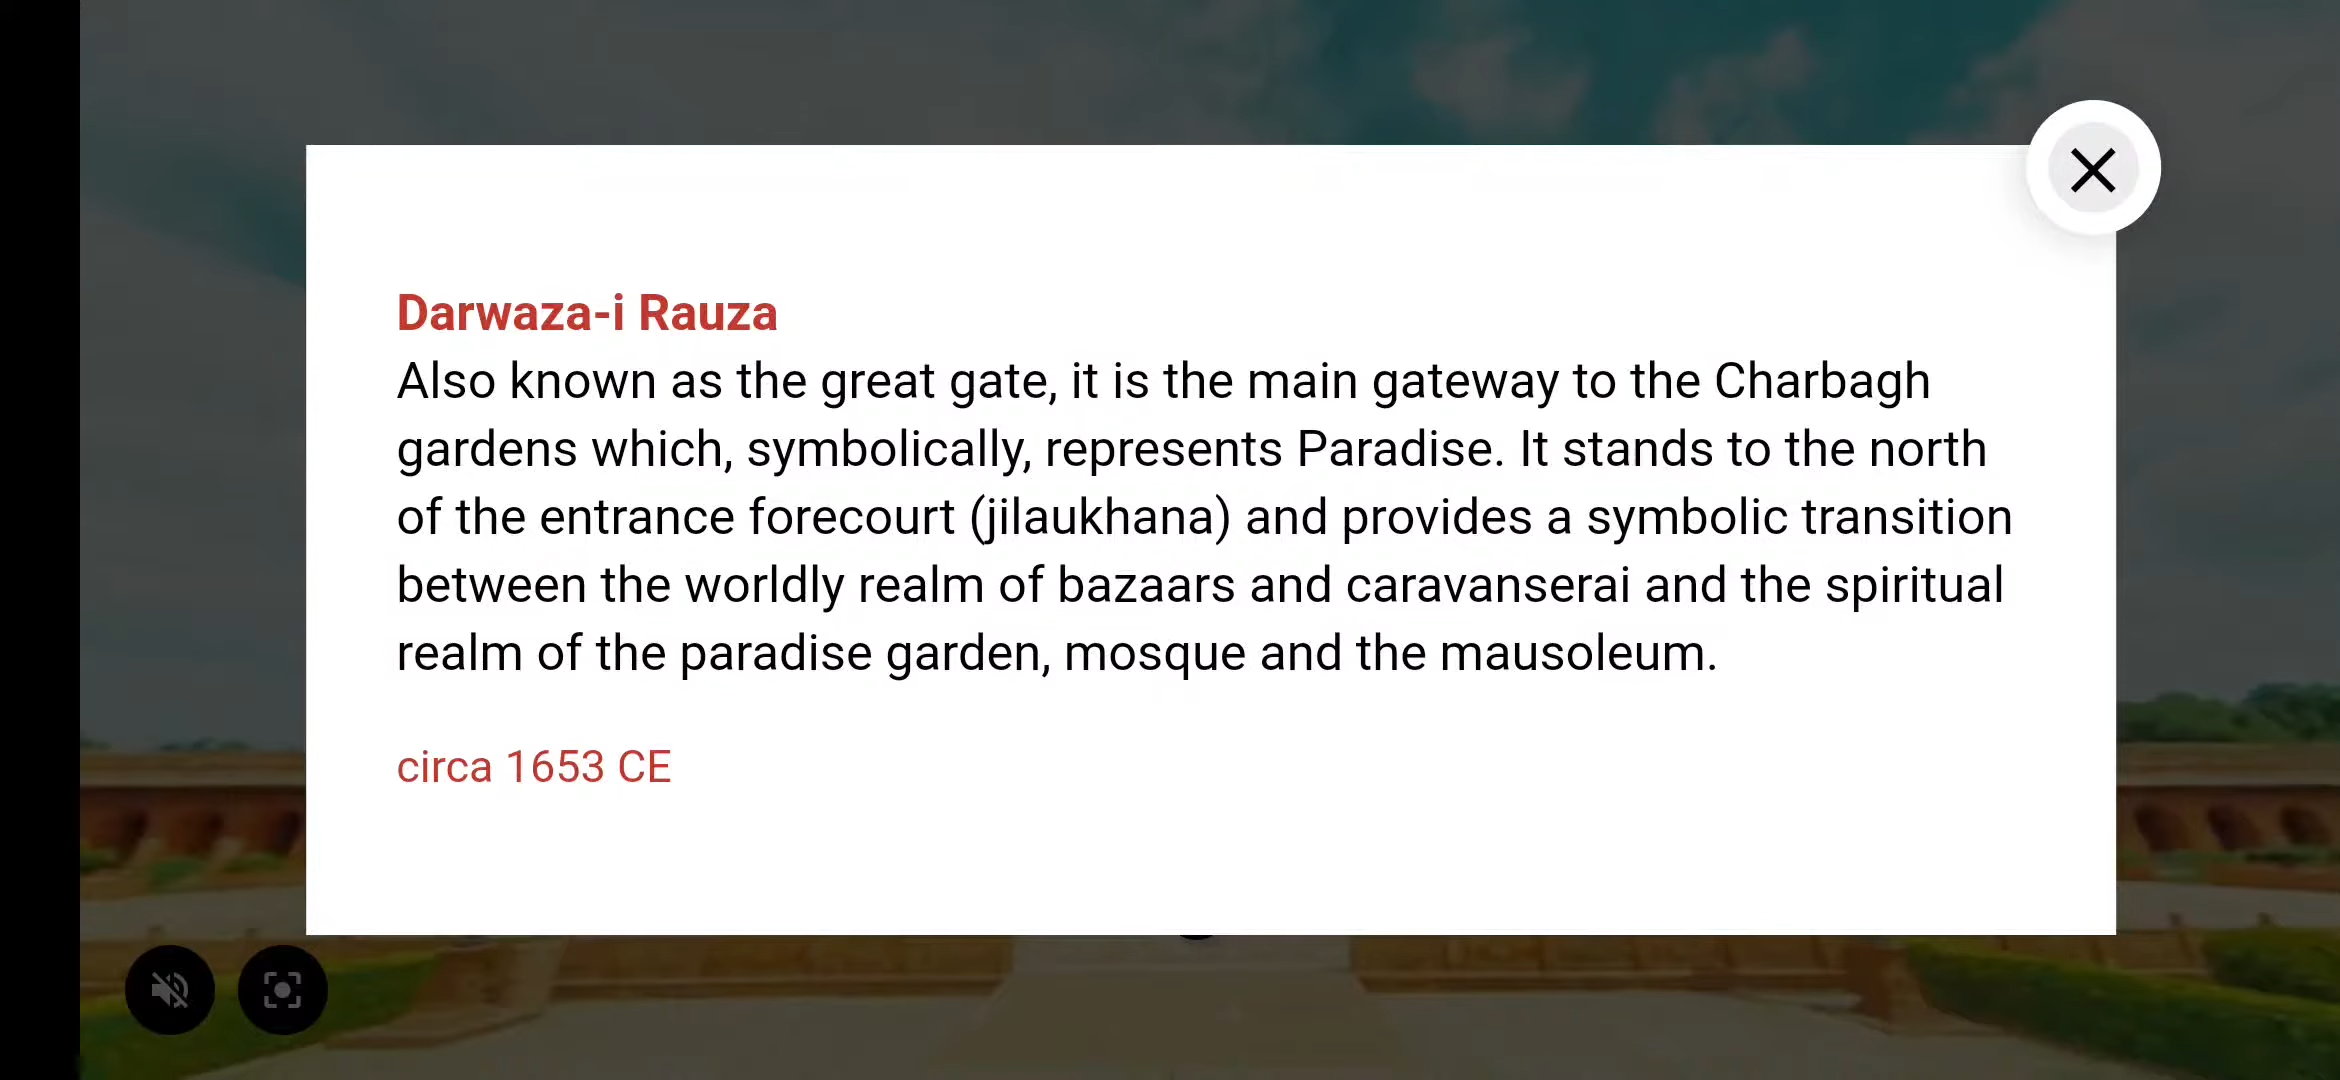 Darwaza-i Rauza
Also known as the great gate, it is the main gateway to the Charbagh
gardens which, symbolically, represents Paradise. It stands to the north
of the entrance forecourt (jilaukhana) and provides a symbolic transition
between the worldly realm of bazaars and caravanserai and the spiritual
realm of the paradise garden, mosque and the mausoleum.
circa 1653 CE